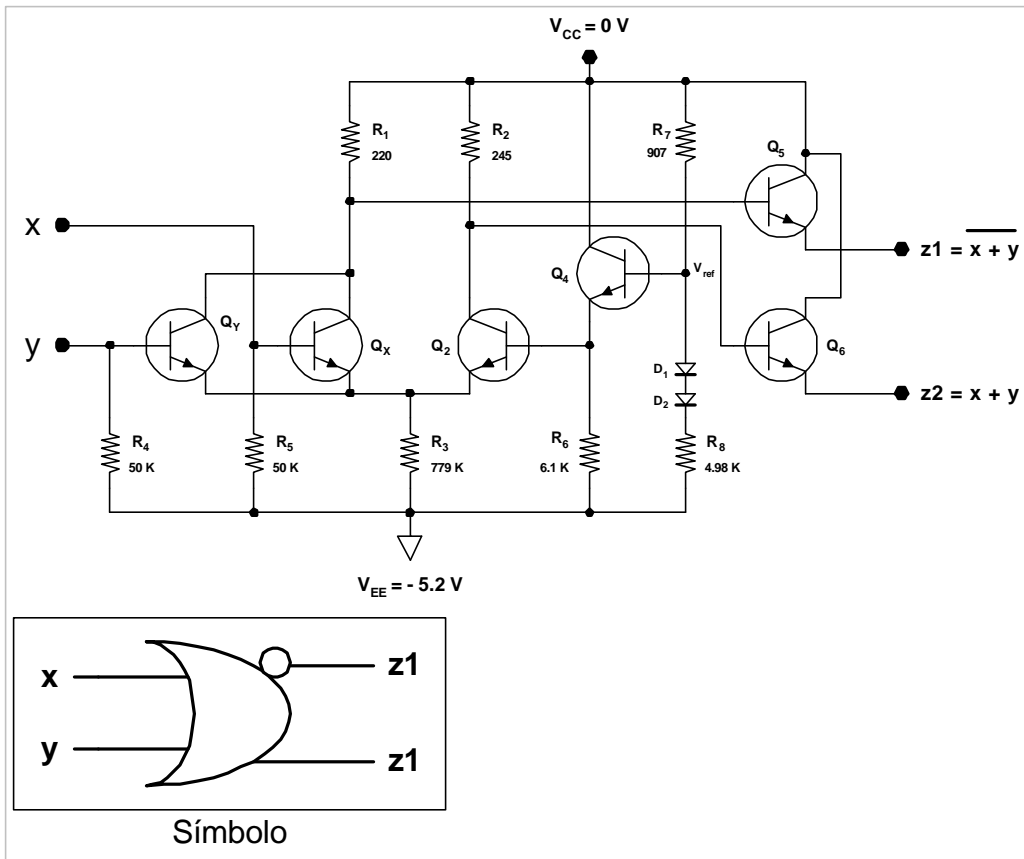 V_CC = 0 V
R_1
220
R_2
245
R_7
907
Q_5
x
z1 = \overline{x + y}
Q_4
V_ref
Q_Y
y
Q_X
Q_2
Q_6
D_1
D_2
z2 = x + y
R_4
50 K
R_5
50 K
R_3
779 K
R_6
6.1 K
R_8
4.98 K
V_EE = - 5.2 V
x
z1
y
z1
Símbolo